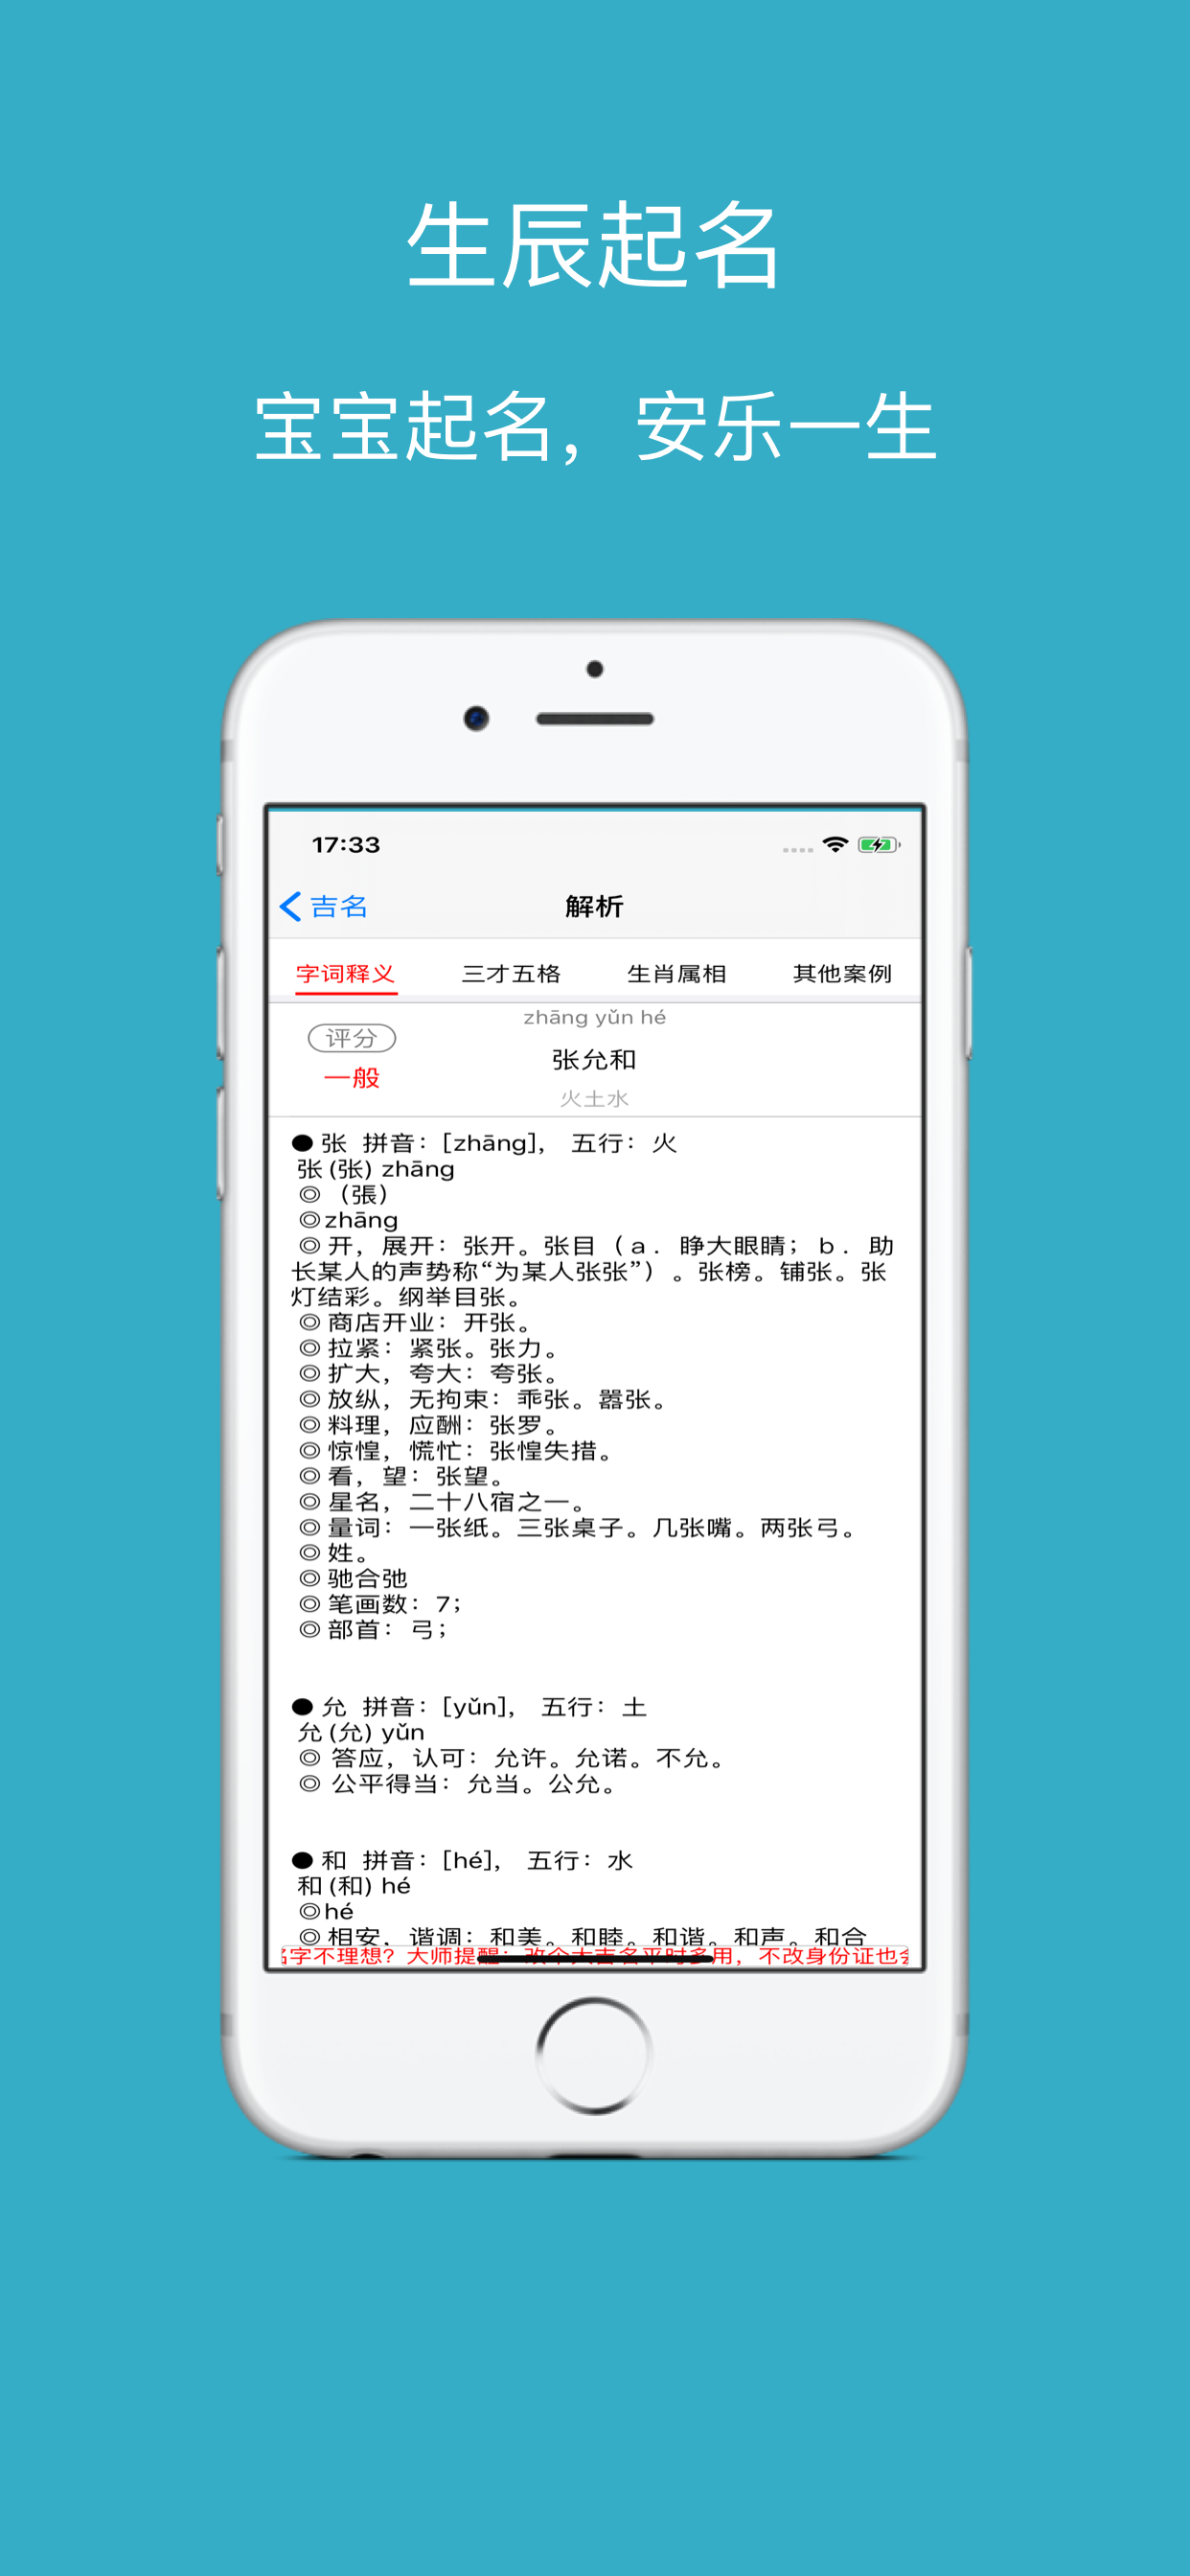 生辰起名
宝宝起名，安乐一生
17:33
吉名
解析
字词释义 三才五格 生肖属相 其他案例
zhāng yǔn hé
评分
张允和
一般
火土水
● 张 拼音：[zhāng]， 五行：火
张 (张) zhāng
◎ （張）
◎zhāng
◎ 开，展开：张开。张目（a．睁大眼睛；b．助
长某人的声势称“为某人张张”）。张榜。铺张。张
灯结彩。纲举目张。
◎ 商店开业：开张。
◎ 拉紧：紧张。张力。
◎ 扩大，夸大：夸张。
◎ 放纵，无拘束：乖张。嚣张。
◎ 料理，应酬：张罗。
◎ 惊惶，慌忙：张惶失措。
◎ 看，望：张望。
◎ 星名，二十八宿之一。
◎ 量词：一张纸。三张桌子。几张嘴。两张弓。
◎ 姓。
◎ 驰合弛
◎ 笔画数：7；
◎ 部首：弓；
● 允 拼音：[yǔn]， 五行：土
允 (允) yǔn
◎ 答应，认可：允许。允诺。不允。
◎ 公平得当：允当。公允。
● 和 拼音：[hé]， 五行：水
和 (和) hé
◎hé
◎ 相安，谐调：和美。和睦。和谐。和声。和合
名字不理想？大师提醒：改个大吉名平时多用，不改身份证也会